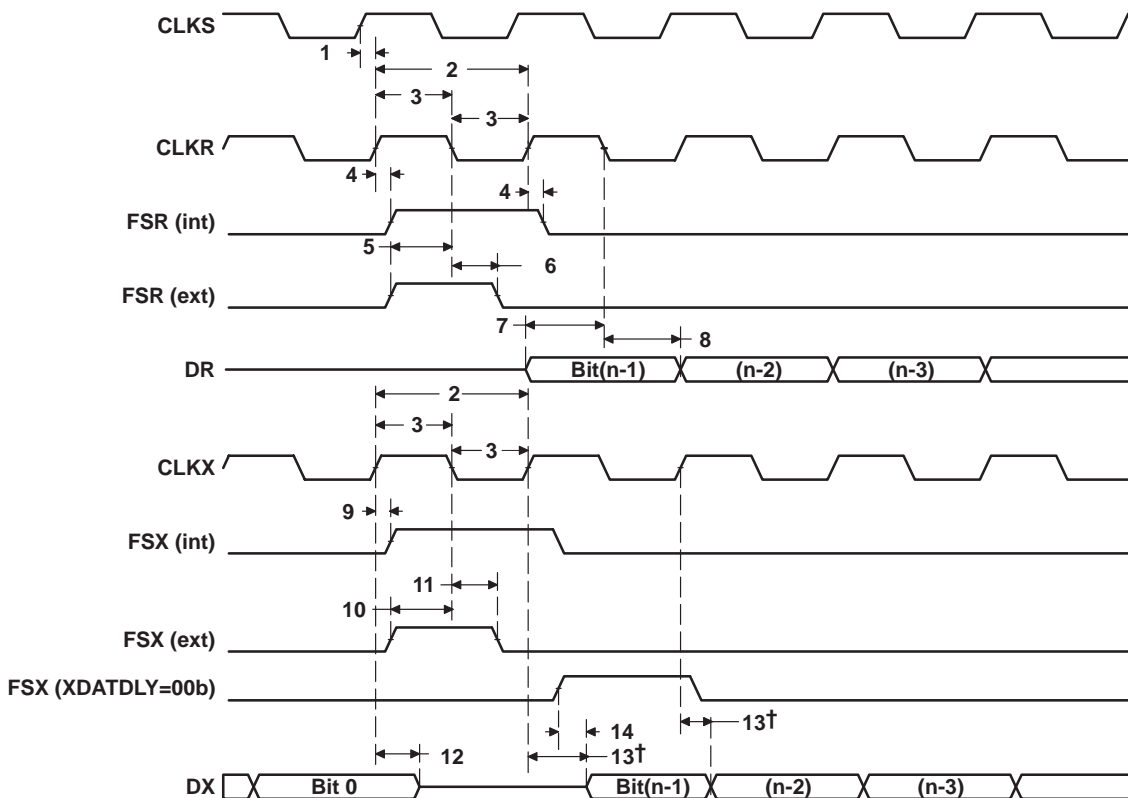 CLKS
1
2
3
3
CLKR
4
4
FSR (int)
5
6
FSR (ext)
7
8
DR Bit(n-1) (n-2) (n-3)
2
3
3
CLKX
9
FSX (int)
11
10
FSX (ext)
FSX (XDATDLY=00b)
13†
14
12
13†
DX Bit 0 Bit(n-1) (n-2) (n-3)